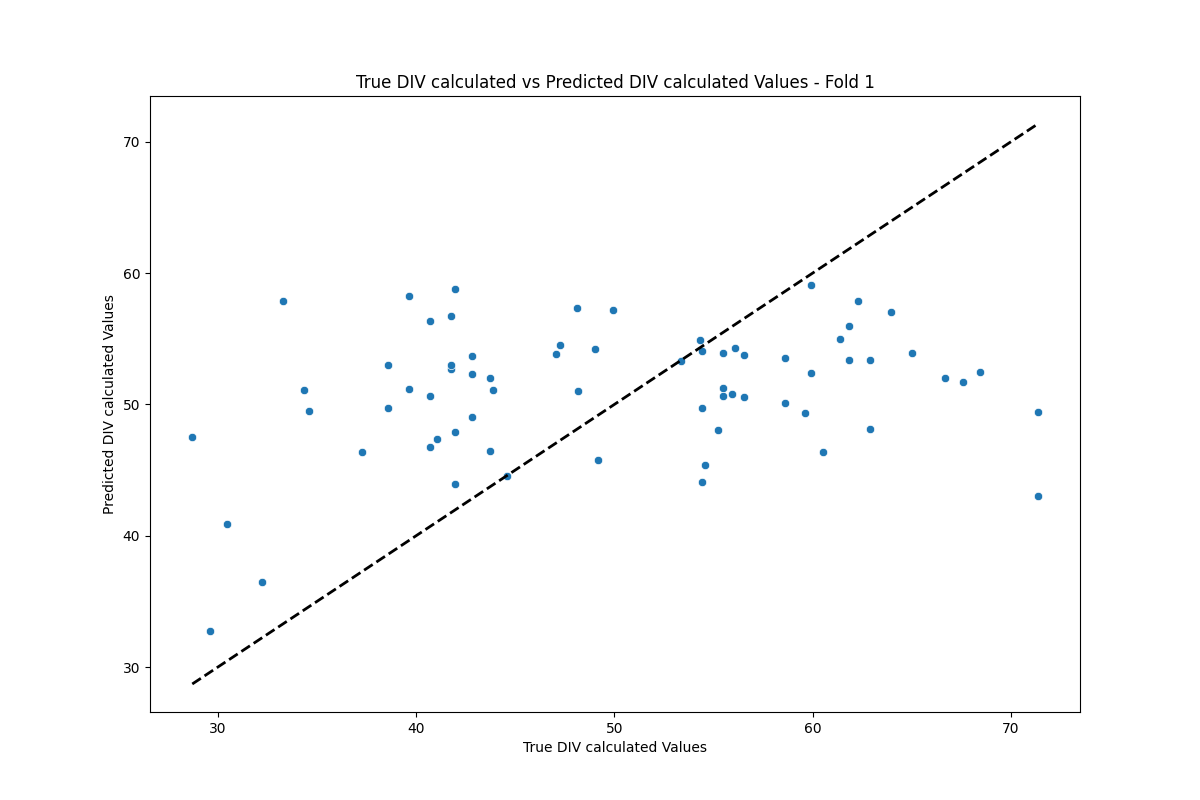 True DIV calculated vs Predicted DIV calculated Values - Fold 1
Predicted DIV calculated Values
70
60
50
40
30
30 40 50 60 70
True DIV calculated Values